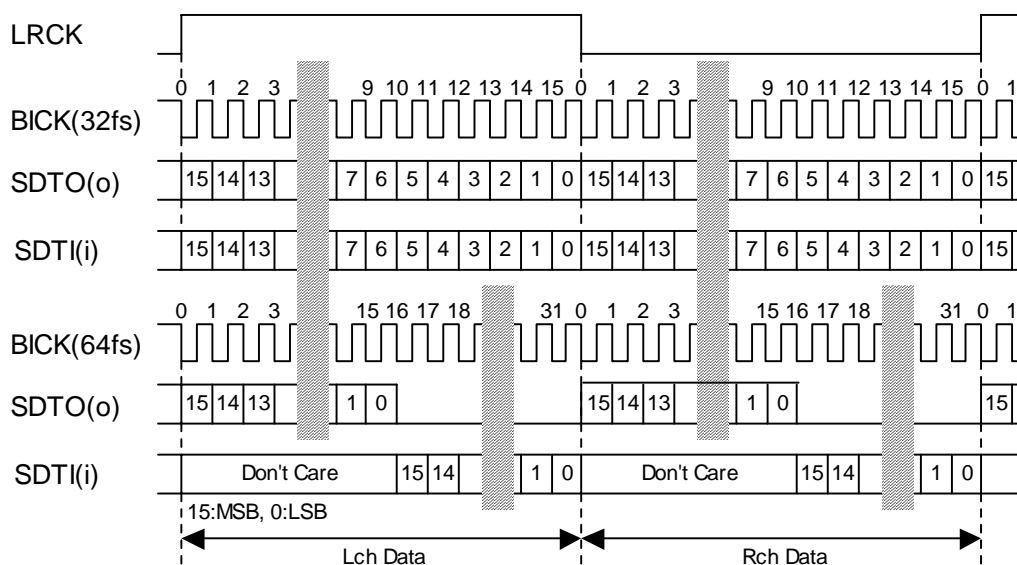 LRCK
0 1 2 3 9 10 11 12 13 14 15 0 1 2 3 9 10 11 12 13 14 15 0 1
BICK(32fs)
SDTO(o) 15 14 13 7 6 5 4 3 2 1 0 15 14 13 7 6 5 4 3 2 1 0 15
SDTI(i) 15 14 13 7 6 5 4 3 2 1 0 15 14 13 7 6 5 4 3 2 1 0 15
0 1 2 3 15 16 17 18 31 0 1 2 3 15 16 17 18 31 0 1
BICK(64fs)
SDTO(o) 15 14 13 1 0 15 14 13 1 0 15
SDTI(i) Don't Care 15 14 1 0 Don't Care 15 14 1 0
15:MSB, 0:LSB
Lch Data Rch Data